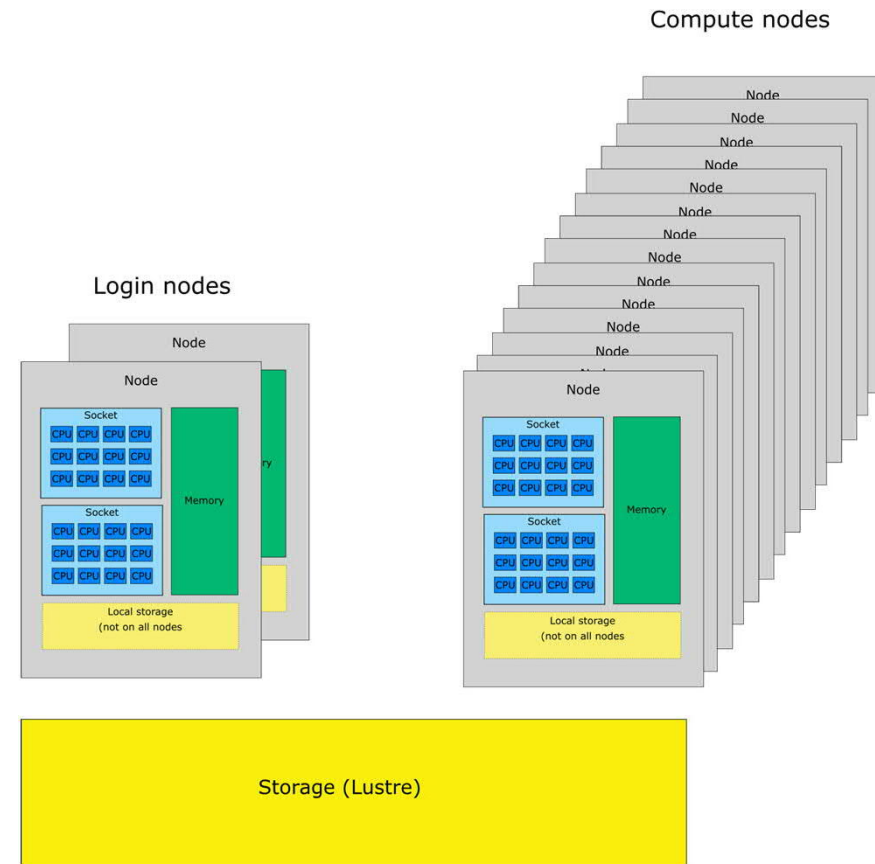 Compute nodes
Node
Node
Node
Node
Node
Node
Node
Node
Node
Node
Node
Node
Node
Socket
CPU CPU CPU CPU
CPU CPU CPU CPU
CPU CPU CPU CPU
Socket
CPU CPU CPU CPU
CPU CPU CPU CPU
CPU CPU CPU CPU
Memory
Local storage
(not on all nodes
Login nodes
Node
Node
Socket
CPU CPU CPU CPU
CPU CPU CPU CPU
CPU CPU CPU CPU
Socket
CPU CPU CPU CPU
CPU CPU CPU CPU
CPU CPU CPU CPU
Memory
ry
Local storage
(not on all nodes
Storage (Lustre)